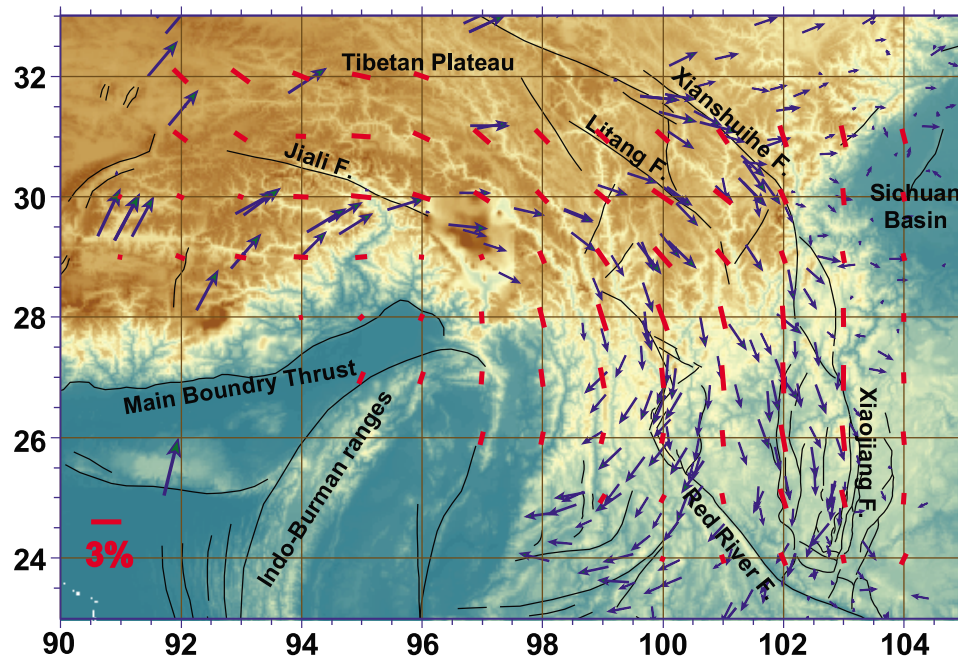 32
Tibetan Plateau
Xianshuihe F.
Litang F.
Jiali F.
30
Sichuan
Basin
28
Main Boundry Thrust
Indo-Burman ranges
Xiaojiang F.
26
Red River F.
3%
24
90 92 94 96 98 100 102 104